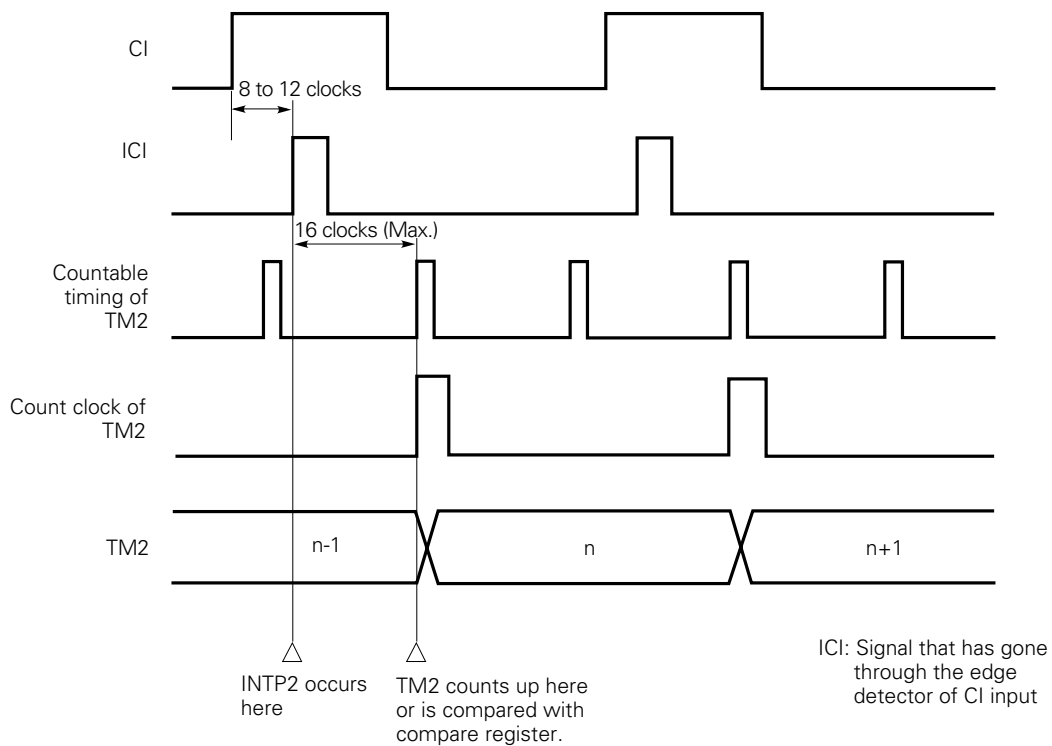 CI
8 to 12 clocks
ICI
16 clocks (Max.)
Countable
timing of
TM2
Count clock of
TM2
TM2
n-1
n
n+1
INTP2 occurs
here
TM2 counts up here
or is compared with
compare register.
ICI: Signal that has gone
through the edge
detector of CI input